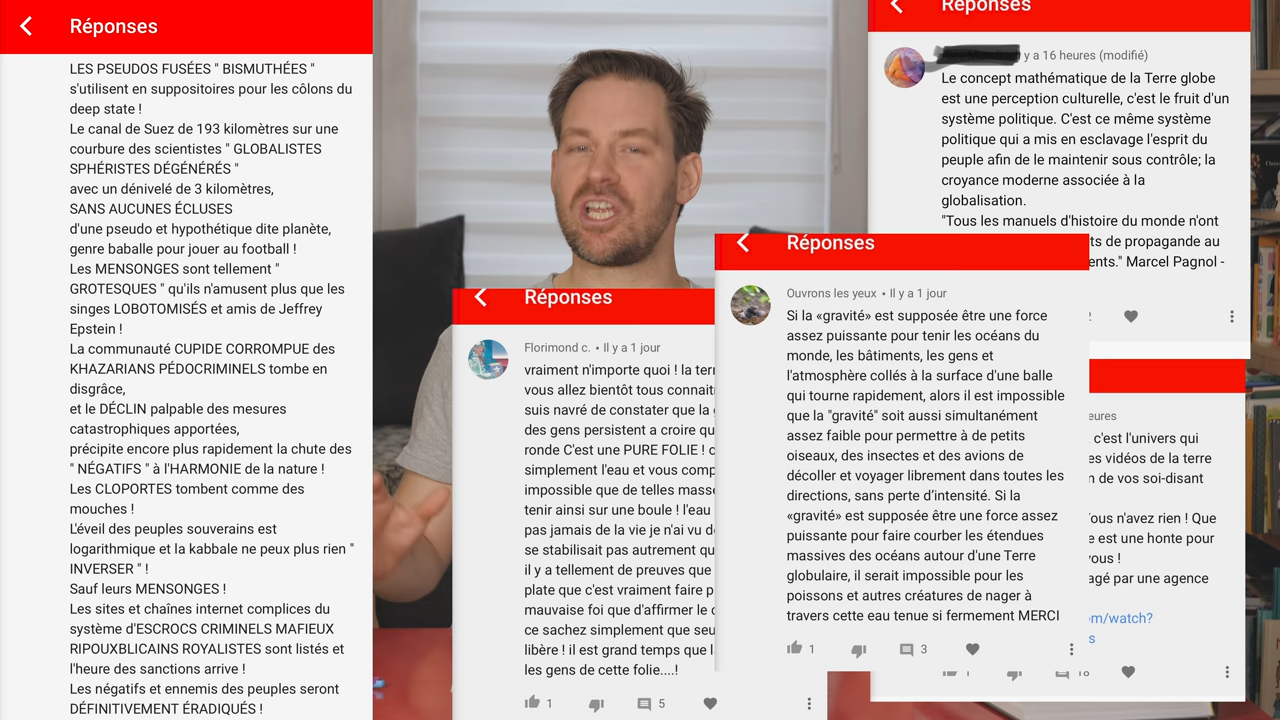 Réponses
LES PSEUDOS FUSÉES " BISMUTHÉES "
s'utilisent en suppositoires pour les côlons du
deep state !
Le canal de Suez de 193 kilomètres sur une
courbure des scientistes " GLOBALISTES
SPHÉRISTES DÉGÉNÉRÉS "
avec un dénivelé de 3 kilomètres,
SANS AUCUNES ÉCLUSES
d'une pseudo et hypothétique dite planète,
genre baballe pour jouer au football !
Les MENSONGES sont tellement "
GROTESQUES " qu'ils n'amusent plus que les
singes LOBOTOMISÉS et amis de Jeffrey
Epstein !
La communauté CUPIDE CORROMPUE des
KHAZARIANS PÉDOCRIMINELS tombe en
disgrâce,
et le DÉCLIN palpable des mesures
catastrophiques apportées,
précipite encore plus rapidement la chute des
" NÉGATIFS " à l'HARMONIE de la nature !
Les CLOPORTES tombent comme des
mouches !
L'éveil des peuples souverains est
logarithmique et la kabbale ne peux plus rien "
INVERSER " !
Sauf leurs MENSONGES !
Les sites et chaînes internet complices du
système d'ESCROCS CRIMINELS MAFIEUX
RIPOUXBLICAINS ROYALISTES sont listés et
l'heure des sanctions arrive !
Les négatifs et ennemis des peuples seront
DÉFINITIVEMENT ÉRADIQUÉS !
Réponses
Florimond c. • Il y a 1 jour
vraiment n'importe quoi ! la terr
vous allez bientôt tous connait
suis navré de constater que la
des gens persistent a croire qu
ronde C'est une PURE FOLIE !
simplement l'eau et vous comp
impossible que de telles masse
tenir ainsi sur une boule ! l'eau
pas jamais de la vie je n'ai vu d
se stabilisait pas autrement qu
il y a tellement de preuves que
plate que c'est vraiment faire p
mauvaise foi que d'affirmer le c
ce sachez simplement que seu
libère ! il est grand temps que l
les gens de cette folie....!
1
5
Réponses
Ouvrons les yeux • Il y a 1 jour
Si la «gravité» est supposée être une force
assez puissante pour tenir les océans du
monde, les bâtiments, les gens et
l'atmosphère collés à la surface d'une balle
qui tourne rapidement, alors il est impossible
que la "gravité" soit aussi simultanément
assez faible pour permettre à de petits
oiseaux, des insectes et des avions de
décoller et voyager librement dans toutes les
directions, sans perte d'intensité. Si la
«gravité» est supposée être une force assez
puissante pour faire courber les étendues
massives des océans autour d'une Terre
globulaire, il serait impossible pour les
poissons et autres créatures de nager à
travers cette eau tenue si fermement MERCI
1
3
Réponses
y a 16 heures (modifié)
Le concept mathématique de la Terre globe
est une perception culturelle, c'est le fruit d'un
système politique. C'est ce même système
politique qui a mis en esclavage l'esprit du
peuple afin de le maintenir sous contrôle; la
croyance moderne associée à la
globalisation.
"Tous les manuels d'histoire du monde n'ont
ts de propagande au
ents." Marcel Pagnol -
eures
c'est l'univers qui
es vidéos de la terre
n de vos soi-disant
ous n'avez rien ! Que
e est une honte pour
vous !
agé par une agence
om/watch?
s
18